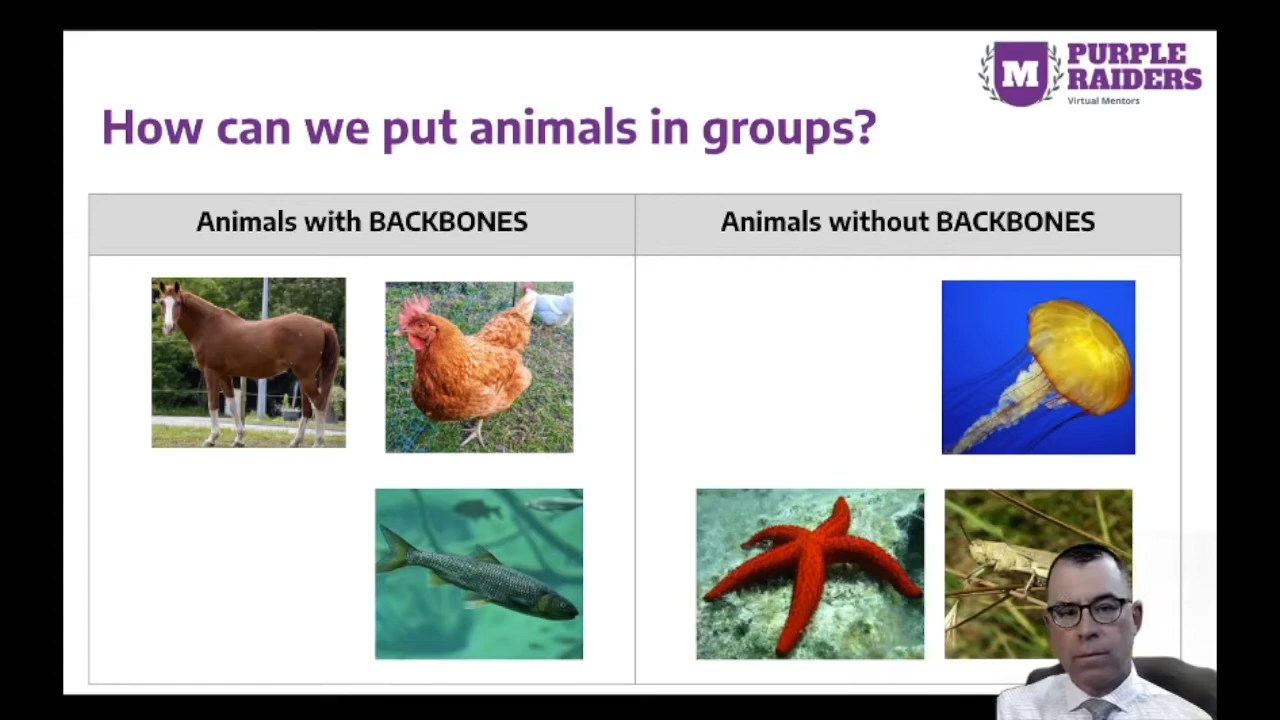 M
PURPLE
RAIDERS
Virtual Mentors
How can we put animals in groups?
Animals with BACKBONES
Animals without BACKBONES